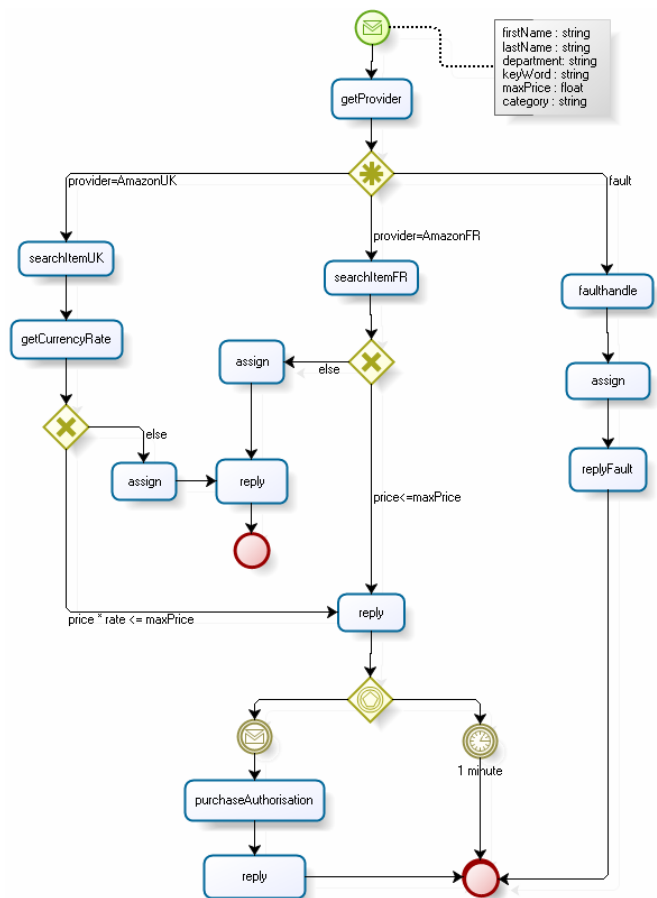 firstName : string
lastName : string
department: string
keyWord : string
maxPrice : float
category : string
getProvider
provider=AmazonUK
fault
provider=AmazonFR
searchItemUK
searchItemFR
faulthandle
getCurrencyRate
assign
else
assign
else
assign
reply
replyFault
price<=maxPrice
reply
price * rate <= maxPrice
1 minute
purchaseAuthorisation
reply